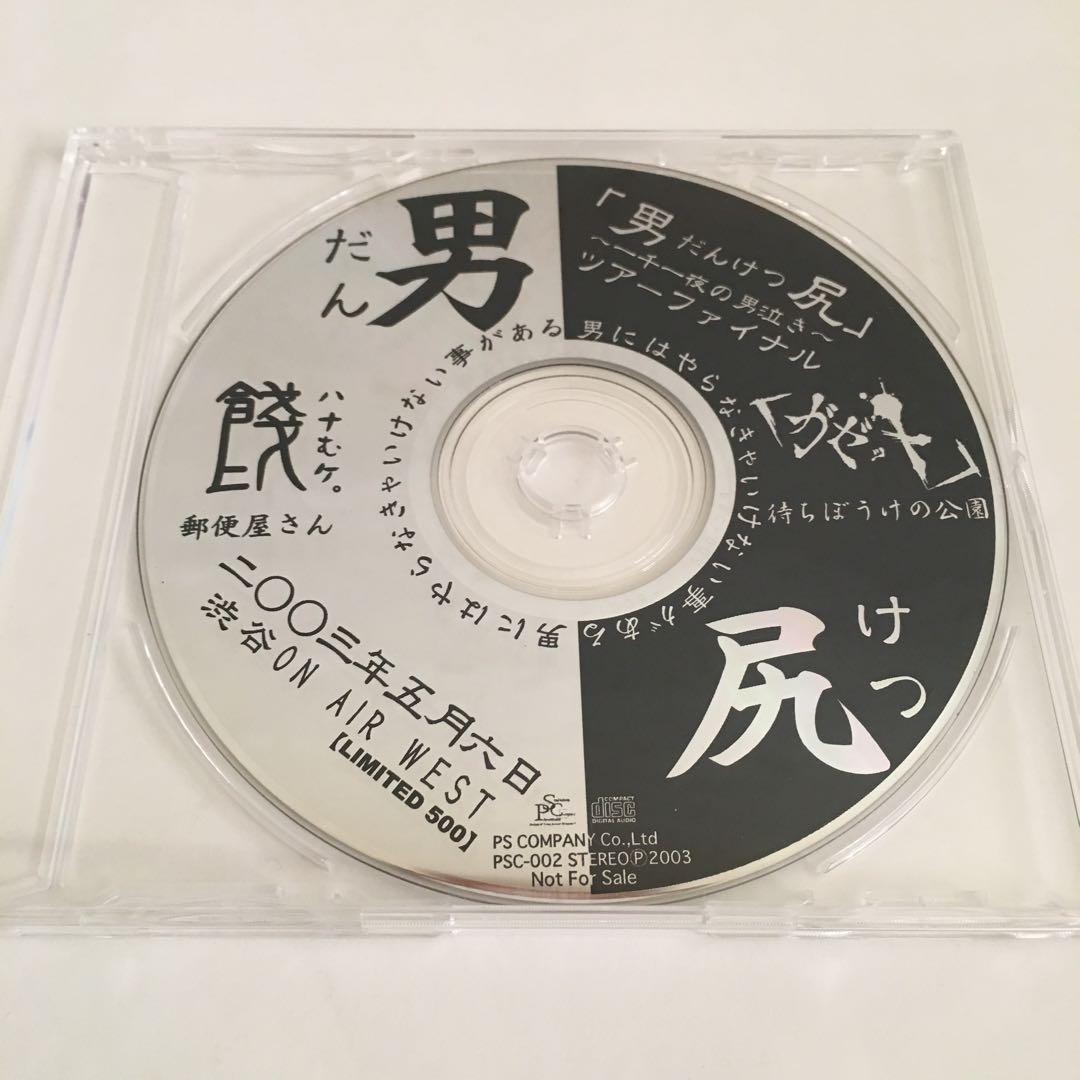 男
だん
「男だんけつ尻」
～一千一夜の男泣き～
ツアーファイナル
男にはやらなきゃいけない事がある
男にはやらなきゃいけない事がある
餞
ハナむケ。
郵便屋さん
「ガゼット」
待ちぼうけの公園
尻
けつ
二〇〇三年五月六日
渋谷ON AIR WEST
【LIMITED 500】
PSC
COMPACT
disc
DIGITAL AUDIO
PS COMPANY Co.,Ltd
PSC-002 STEREOⓅ2003
Not For Sale